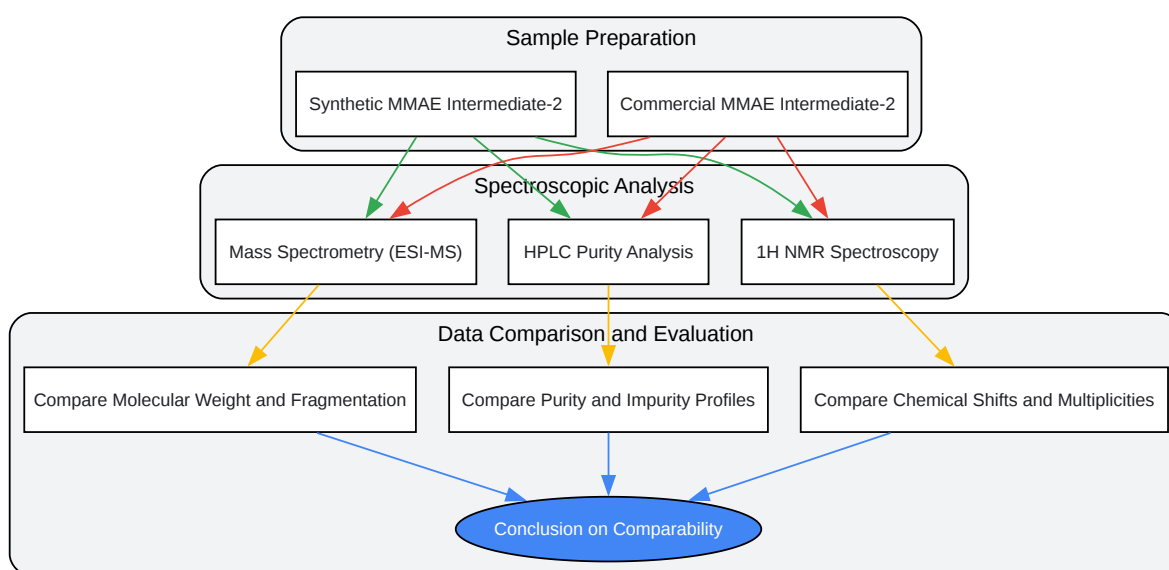 Sample Preparation
Synthetic MMAE Intermediate-2
Commercial MMAE Intermediate-2
Spectroscopic Analysis
Mass Spectrometry (ESI-MS)
HPLC Purity Analysis
1H NMR Spectroscopy
Data Comparison and Evaluation
Compare Molecular Weight and Fragmentation
Compare Purity and Impurity Profiles
Compare Chemical Shifts and Multiplicities
Conclusion on Comparability